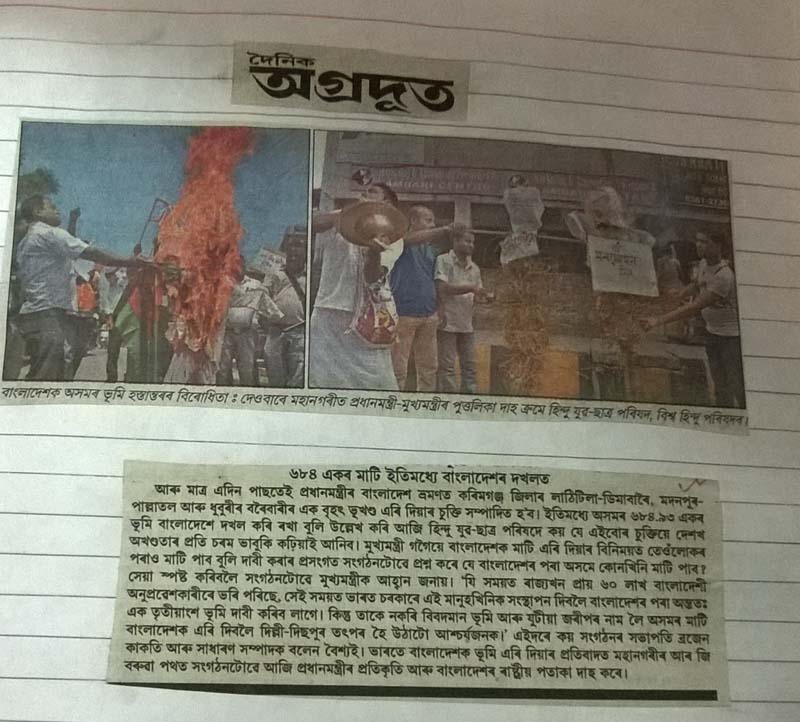 দৈনিক
অগ্ৰদূত
বাংলাদেশক অসমৰ ভূমি হস্তান্তৰৰ বিৰোধিতা : দেওবাৰে মহানগৰীত প্ৰধানমন্ত্ৰী-মুখ্যমন্ত্ৰীৰ পুত্তলিকা দাহ ক্ৰমে হিন্দু যুৱ-ছাত্ৰ পৰিষদ, বিশ্ব হিন্দু পৰিষদৰ।
৬৮৪ একৰ মাটি ইতিমধ্যে বাংলাদেশৰ দখলত
আৰু মাত্ৰ এদিন পাছতেই প্ৰধানমন্ত্ৰীৰ বাংলাদেশ ভ্ৰমণত কৰিমগঞ্জ জিলাৰ লাঠিটিলা-ডিমাবাৰৈ, মদনপুৰ-
পাল্লাতল আৰু ধুবুৰীৰ বৰৈবাৰীৰ এক বৃহৎ ভূখণ্ড এৰি দিয়াৰ চুক্তি সম্পাদিত হ'ব। ইতিমধ্যে অসমৰ ৬৮৪.৯৩ একৰ
ভূমি বাংলাদেশে দখল কৰি ৰখা বুলি উল্লেখ কৰি আজি হিন্দু যুৱ-ছাত্ৰ পৰিষদে কয় যে এইবোৰ চুক্তিয়ে দেশৰ
অখণ্ডতাৰ প্ৰতি চৰম ভাবুকি কঢ়িয়াই আনিব। মুখ্যমন্ত্ৰী গগৈয়ে বাংলাদেশক মাটি এৰি দিয়াৰ বিনিময়ত তেওঁলোকৰ
পৰাও মাটি পাব বুলি দাবী কৰাৰ প্ৰসংগত সংগঠনটোৱে প্ৰশ্ন কৰে যে বাংলাদেশৰ পৰা অসমে কোনখিনি মাটি পাব?
সেয়া স্পষ্ট কৰিবলৈ সংগঠনটোৱে মুখ্যমন্ত্ৰীক আহ্বান জনায়। 'যি সময়ত ৰাজ্যখন প্ৰায় ৬০ লাখ বাংলাদেশী
অনুপ্ৰৱেশকাৰীৰে ভৰি পৰিছে, সেই সময়ত ভাৰত চৰকাৰে এই মানুহখিনিক সংস্থাপন দিবলৈ বাংলাদেশৰ পৰা অন্ততঃ
এক তৃতীয়াংশ ভূমি দাবী কৰিব লাগে। কিন্তু তাকে নকৰি বিবদমান ভূমি আৰু যুটীয়া জৰীপৰ নাম লৈ অসমৰ মাটি
বাংলাদেশক এৰি দিবলৈ দিল্লী-দিছপুৰ তৎপৰ হৈ উঠাটো আশ্চৰ্যজনক।' এইদৰে কয় সংগঠনৰ সভাপতি ব্ৰজেন
কাকতি আৰু সাধাৰণ সম্পাদক বলেন বৈশ্যই। ভাৰতে বাংলাদেশক ভূমি এৰি দিয়াৰ প্ৰতিবাদত মহানগৰীৰ আৰ জি
বৰুৱা পথত সংগঠনটোৱে আজি প্ৰধানমন্ত্ৰীৰ প্ৰতিকৃতি আৰু বাংলাদেশৰ ৰাষ্ট্ৰীয় পতাকা দাহ কৰে।